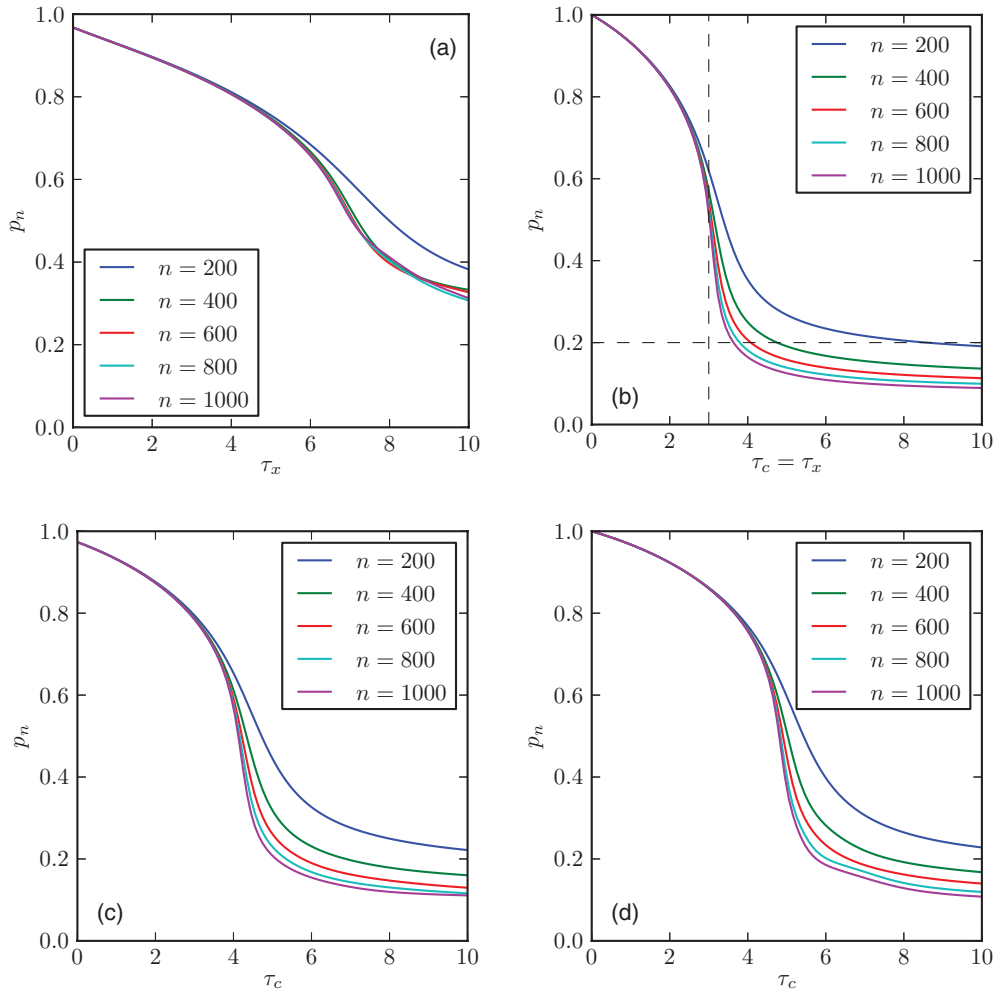 (a)
1.0
0.8
0.6
0.4
0.2
0.0
p_n
n = 200
n = 400
n = 600
n = 800
n = 1000
0 2 4 6 8 10
τ_x
(b)
1.0
0.8
0.6
0.4
0.2
0.0
p_n
n = 200
n = 400
n = 600
n = 800
n = 1000
0 2 4 6 8 10
τ_c = τ_x
(c)
1.0
0.8
0.6
0.4
0.2
0.0
p_n
n = 200
n = 400
n = 600
n = 800
n = 1000
0 2 4 6 8 10
τ_c
(d)
1.0
0.8
0.6
0.4
0.2
0.0
p_n
n = 200
n = 400
n = 600
n = 800
n = 1000
0 2 4 6 8 10
τ_c